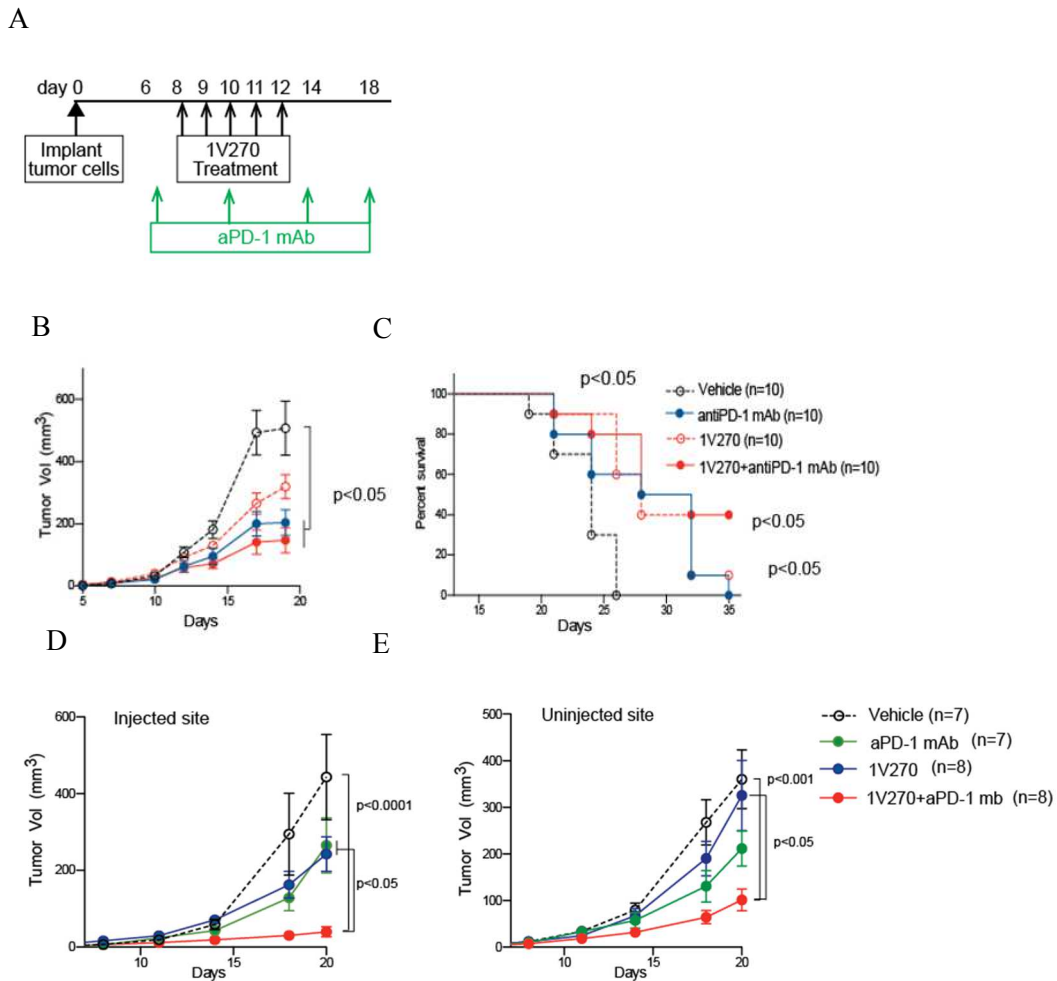 A
day 0 6 8 9 10 11 12 14 18
Implant
tumor cells
1V270
Treatment
aPD-1 mAb
B
600
400
200
0
Tumor Vol (mm³)
5 10 15 20
Days
p<0.05
C
p<0.05
100
80
60
40
20
0
Percent survival
15 20 25 30 35
Days
Vehicle (n=10)
antiPD-1 mAb (n=10)
1V270 (n=10)
1V270+antiPD-1 mAb (n=10)
p<0.05
p<0.05
D
Injected site
600
400
200
0
Tumor Vol (mm³)
10 15 20
Days
p<0.0001
p<0.05
E
Uninjected site
500
400
300
200
100
0
Tumor Vol (mm³)
10 15 20
Days
p<0.001
p<0.05
Vehicle (n=7)
aPD-1 mAb (n=7)
1V270 (n=8)
1V270+aPD-1 mb (n=8)